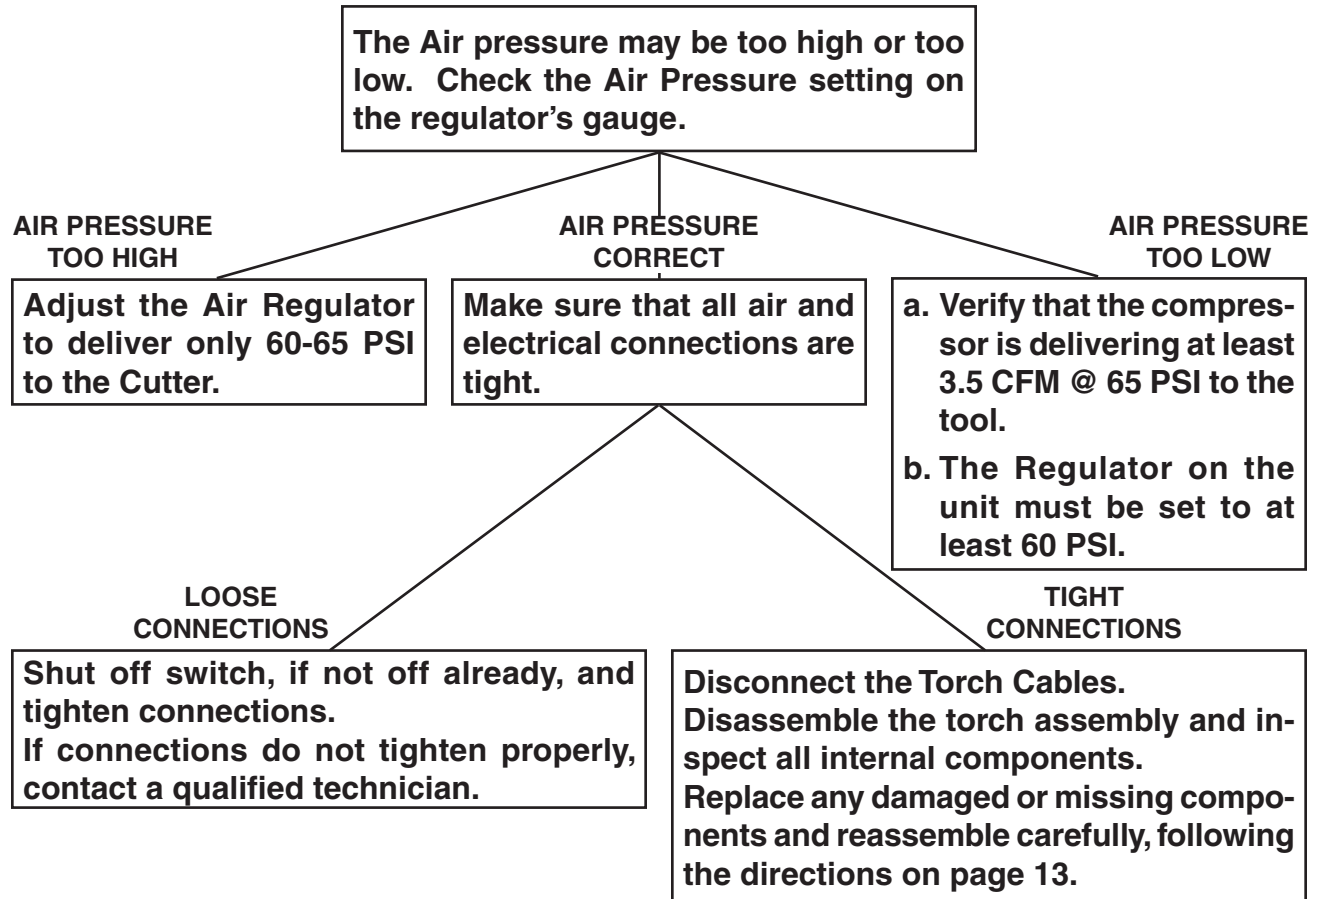 The Air pressure may be too high or too
low.  Check the Air Pressure setting on
the regulator's gauge.
AIR PRESSURE
TOO HIGH
Adjust the Air Regulator
to deliver only 60-65 PSI
to the Cutter.
AIR PRESSURE
CORRECT
Make sure that all air and
electrical connections are
tight.
AIR PRESSURE
TOO LOW
a. Verify that the compres-
sor is delivering at least
3.5 CFM @ 65 PSI to the
tool.
b. The Regulator on the
unit must be set to at
least 60 PSI.
LOOSE
CONNECTIONS
Shut off switch, if not off already, and
tighten connections.
If connections do not tighten properly,
contact a qualified technician.
TIGHT
CONNECTIONS
Disconnect the Torch Cables.
Disassemble the torch assembly and in-
spect all internal components.
Replace any damaged or missing compo-
nents and reassemble carefully, following
the directions on page 13.